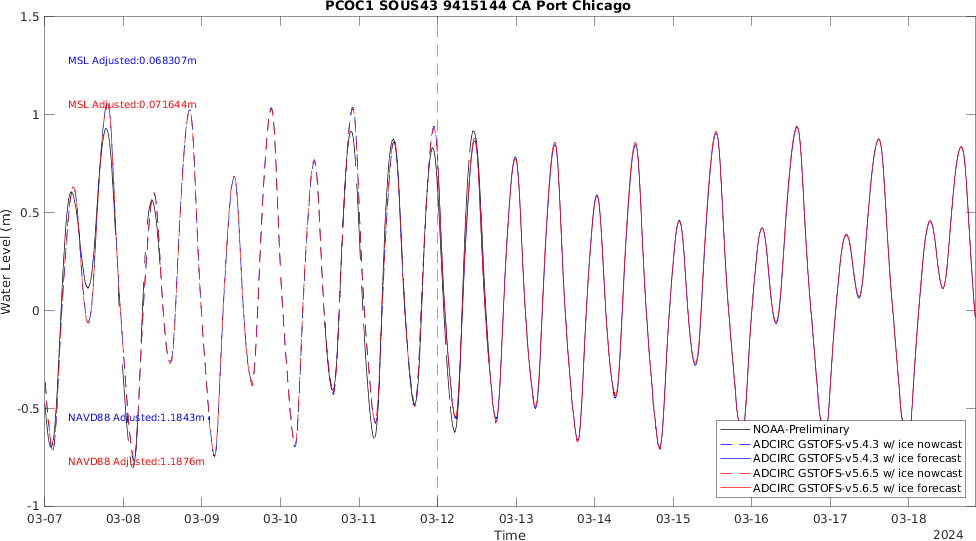 PCOC1 SOUS43 9415144 CA Port Chicago
1.5
MSL Adjusted:0.068307m
MSL Adjusted:0.071644m
1
0.5
Water Level (m)
0
-0.5
NAVD88 Adjusted:1.1843m
NAVD88 Adjusted:1.1876m
NOAA-Preliminary
ADCIRC GSTOFS-v5.4.3 w/ ice nowcast
ADCIRC GSTOFS-v5.4.3 w/ ice forecast
ADCIRC GSTOFS-v5.6.5 w/ ice nowcast
ADCIRC GSTOFS-v5.6.5 w/ ice forecast
-1
03-07 03-08 03-09 03-10 03-11 03-12 03-13 03-14 03-15 03-16 03-17 03-18
Time
2024